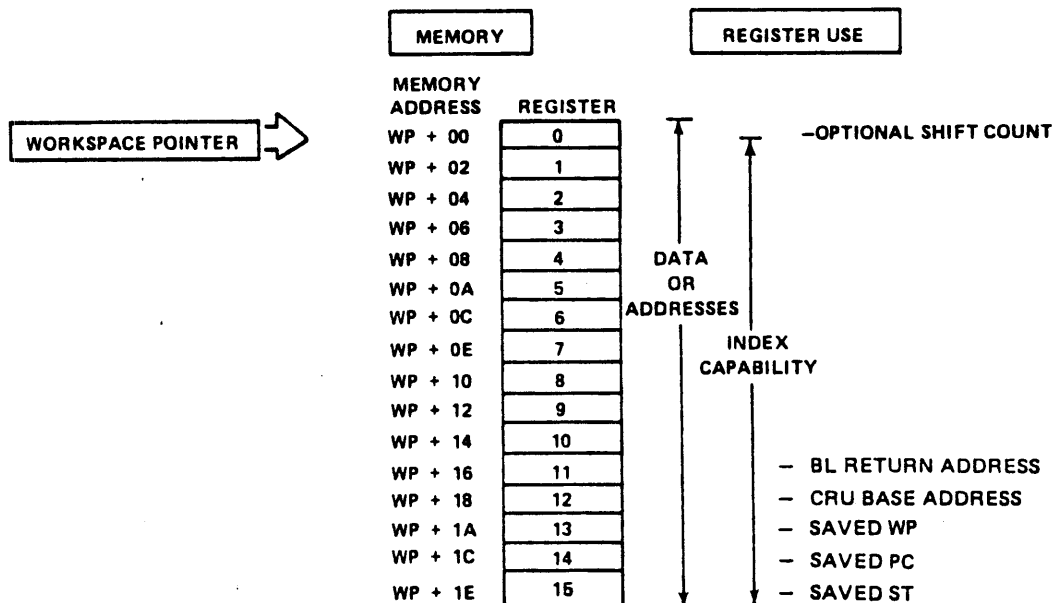 MEMORY
REGISTER USE
MEMORY
ADDRESS REGISTER
WORKSPACE POINTER
WP + 00 0 -OPTIONAL SHIFT COUNT
WP + 02 1
WP + 04 2
WP + 06 3
WP + 08 4 DATA
WP + 0A 5 OR
WP + 0C 6 ADDRESSES
WP + 0E 7 INDEX
WP + 10 8 CAPABILITY
WP + 12 9
WP + 14 10
WP + 16 11 - BL RETURN ADDRESS
WP + 18 12 - CRU BASE ADDRESS
WP + 1A 13 - SAVED WP
WP + 1C 14 - SAVED PC
WP + 1E 15 - SAVED ST